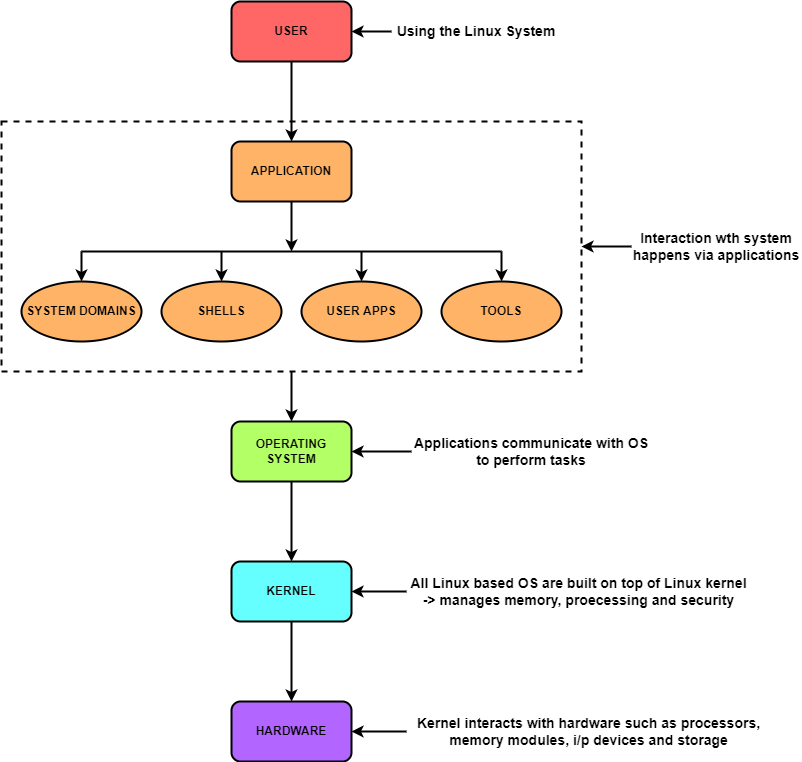 USER
Using the Linux System
APPLICATION
Interaction wth system
happens via applications
SYSTEM DOMAINS
SHELLS
USER APPS
TOOLS
OPERATING
SYSTEM
Applications communicate with OS
to perform tasks
KERNEL
All Linux based OS are built on top of Linux kernel
-> manages memory, proecessing and security
HARDWARE
Kernel interacts with hardware such as processors,
memory modules, i/p devices and storage